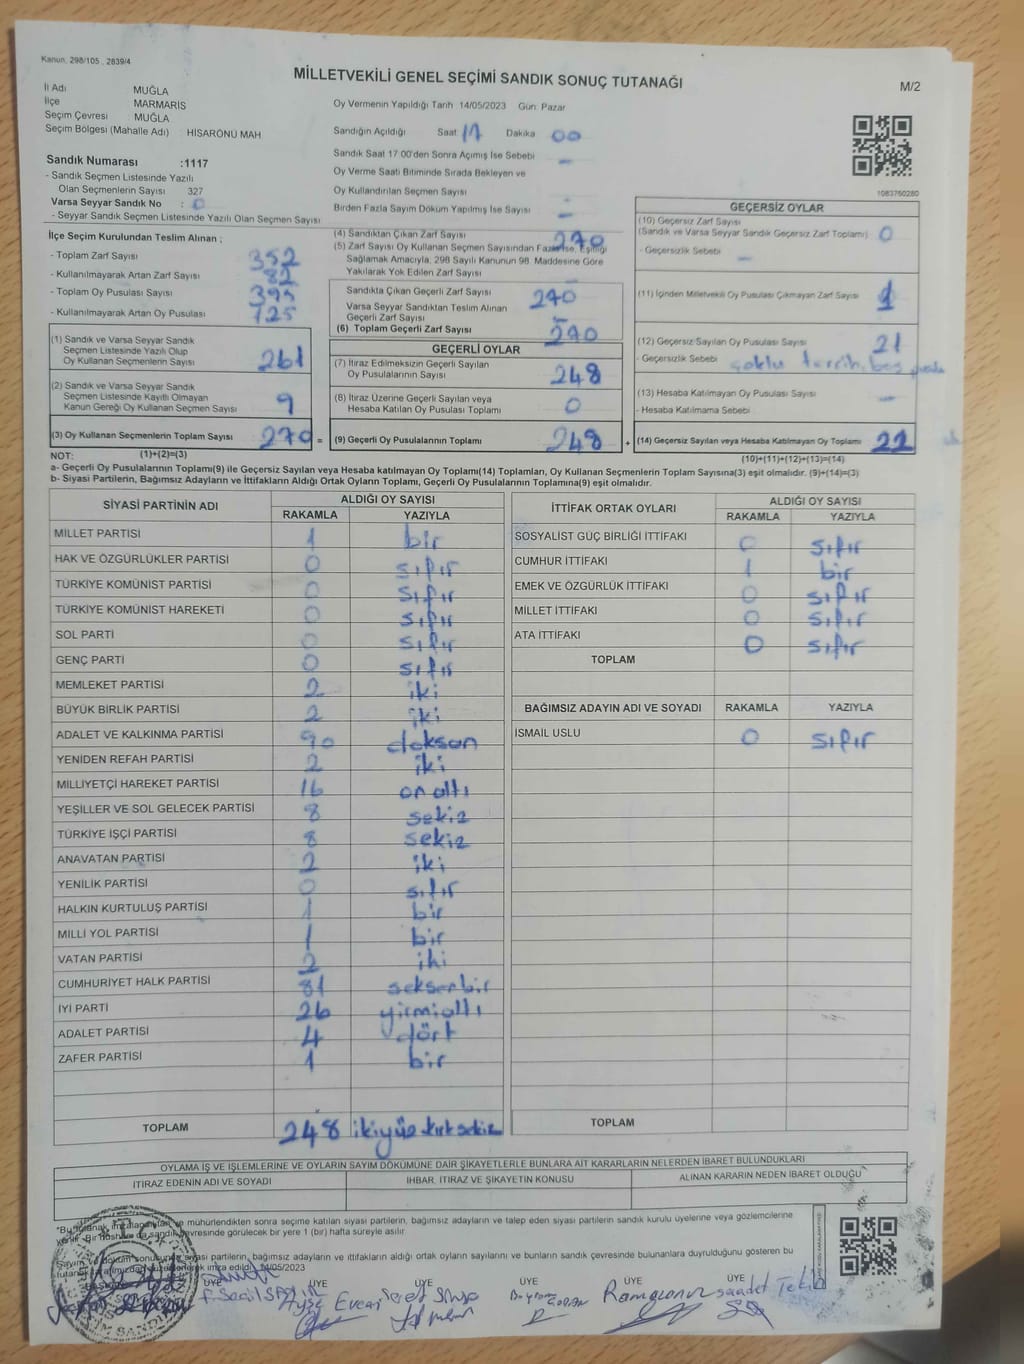 Kanun, 298/105 , 2839/4
MİLLETVEKİLİ GENEL SEÇİMİ SANDIK SONUÇ TUTANAĞI
M/2
İl Adı MUĞLA
İlçe MARMARİS
Seçim Çevresi : MUĞLA
Seçim Bölgesi (Mahalle Adı) HİSARÖNÜ MAH.
Oy Vermenin Yapıldığı Tarih 14/05/2023 Gün: Pazar
Sandığın Açıldığı Saat 17 Dakika 00
Sandık Saat 17:00'den Sonra Açılmış İse Sebebi -
Oy Verme Saati Bitiminde Sırada Bekleyen ve
Oy Kullandırılan Seçmen Sayısı -
Birden Fazla Sayım Döküm Yapılmış İse Sayısı -
1083760280
Sandık Numarası :1117
- Sandık Seçmen Listesinde Yazılı
Olan Seçmenlerin Sayısı 327
Varsa Seyyar Sandık No : 0
- Seyyar Sandık Seçmen Listesinde Yazılı Olan Seçmen Sayısı
İlçe Seçim Kurulundan Teslim Alınan ;
- Toplam Zarf Sayısı 352
- Kullanılmayarak Artan Zarf Sayısı 82
- Toplam Oy Pusulası Sayısı 395
- Kullanılmayarak Artan Oy Pusulası 125
(1) Sandık ve Varsa Seyyar Sandık
Seçmen Listesinde Yazılı Olup
Oy Kullanan Seçmenlerin Sayısı 261
(2) Sandık ve Varsa Seyyar Sandık
Seçmen Listesinde Kayıtlı Olmayan
Kanun Gereği Oy Kullanan Seçmen Sayısı 9
(3) Oy Kullanan Seçmenlerin Toplam Sayısı 270 =
(4) Sandıktan Çıkan Zarf Sayısı 270
(5) Zarf Sayısı Oy Kullanan Seçmen Sayısından Fazla İse, Eşitliği
Sağlamak Amacıyla, 298 Sayılı Kanunun 98. Maddesine Göre
Yakılarak Yok Edilen Zarf Sayısı
Sandıkta Çıkan Geçerli Zarf Sayısı 270
Varsa Seyyar Sandıktan Teslim Alınan
Geçerli Zarf Sayısı -
(6) Toplam Geçerli Zarf Sayısı 270
GEÇERLİ OYLAR
(7) İtiraz Edilmeksizin Geçerli Sayılan
Oy Pusulalarının Sayısı 248
(8) İtiraz Üzerine Geçerli Sayılan veya
Hesaba Katılan Oy Pusulası Toplamı 0
(9) Geçerli Oy Pusulalarının Toplamı 248 +
GEÇERSİZ OYLAR
(10) Geçersiz Zarf Sayısı
(Sandık ve Varsa Seyyar Sandık Geçersiz Zarf Toplamı) 0
- Geçersizlik Sebebi -
(11) İçinden Milletvekili Oy Pusulası Çıkmayan Zarf Sayısı 1
(12) Geçersiz Sayılan Oy Pusulası Sayısı 21
- Geçersizlik Sebebi çoklu tercih, boş
(13) Hesaba Katılmayan Oy Pusulası Sayısı -
- Hesaba Katılmama Sebebi
(14) Geçersiz Sayılan veya Hesaba Katılmayan Oy Toplamı 22
NOT: (1)+(2)=(3) (10)+(11)+(12)+(13)=(14)
a- Geçerli Oy Pusulalarının Toplamı(9) ile Geçersiz Sayılan veya Hesaba katılmayan Oy Toplamı(14) Toplamları, Oy Kullanan Seçmenlerin Toplam Sayısına(3) eşit olmalıdır. (9)+(14)=(3)
b- Siyasi Partilerin, Bağımsız Adayların ve İttifakların Aldığı Ortak Oyların Toplamı, Geçerli Oy Pusulalarının Toplamına(9) eşit olmalıdır.
SİYASİ PARTİNİN ADI ALDIĞI OY SAYISI
RAKAMLA YAZIYLA
MİLLET PARTİSİ 1 bir
HAK VE ÖZGÜRLÜKLER PARTİSİ 0 sıfır
TÜRKİYE KOMÜNİST PARTİSİ 0 sıfır
TÜRKİYE KOMÜNİST HAREKETİ 0 sıfır
SOL PARTİ 0 sıfır
GENÇ PARTİ 0 sıfır
MEMLEKET PARTİSİ 2 iki
BÜYÜK BİRLİK PARTİSİ 2 iki
ADALET VE KALKINMA PARTİSİ 90 doksan
YENİDEN REFAH PARTİSİ 2 iki
MİLLİYETÇİ HAREKET PARTİSİ 16 on altı
YEŞİLLER VE SOL GELECEK PARTİSİ 8 sekiz
TÜRKİYE İŞÇİ PARTİSİ 8 sekiz
ANAVATAN PARTİSİ 2 iki
YENİLİK PARTİSİ 0 sıfır
HALKIN KURTULUŞ PARTİSİ 1 bir
MİLLİ YOL PARTİSİ 1 bir
VATAN PARTİSİ 2 iki
CUMHURİYET HALK PARTİSİ 81 seksenbir
İYİ PARTİ 26 yirmialtı
ADALET PARTİSİ 4 dört
ZAFER PARTİSİ 1 bir
TOPLAM 248 ikiyüz kırk sekiz
İTTİFAK ORTAK OYLARI ALDIĞI OY SAYISI
RAKAMLA YAZIYLA
SOSYALİST GÜÇ BİRLİĞİ İTTİFAKI 0 sıfır
CUMHUR İTTİFAKI 1 bir
EMEK VE ÖZGÜRLÜK İTTİFAKI 0 sıfır
MİLLET İTTİFAKI 0 sıfır
ATA İTTİFAKI 0 sıfır
TOPLAM
BAĞIMSIZ ADAYIN ADI VE SOYADI RAKAMLA YAZIYLA
İSMAİL USLU 0 sıfır
TOPLAM
OYLAMA İŞ VE İŞLEMLERİNE VE OYLARIN SAYIM DÖKÜMÜNE DAİR ŞİKAYETLERLE BUNLARA AİT KARARLARIN NELERDEN İBARET BULUNDUKLARI
İTİRAZ EDENİN ADI VE SOYADI İHBAR, İTİRAZ VE ŞİKAYETİN KONUSU ALINAN KARARIN NEDEN İBARET OLDUĞU
*Bu tutanak, imzalanıp ve mühürlendikten sonra seçime katılan siyasi partilerin, bağımsız adayların ve talep eden siyasi partilerin sandık kurulu üyelerine veya gözlemcilerine
verilir. Bir nüshası da sandık çevresinde görülecek bir yere 1 (bir) hafta süreyle asılır.
Sayım ve döküm sonucunda siyasi partilerin, bağımsız adayların ve ittifakların aldığı ortak oyların sayılarını ve bunların sandık çevresinde bulunanlara duyrulduğunu gösteren bu
tutanak tarafımızdan düzenlenerek imza edildi. 14/05/2023
ÜYE ÜYE ÜYE ÜYE ÜYE ÜYE
Ayşe Evcan
Ramazan
saadet Tekin